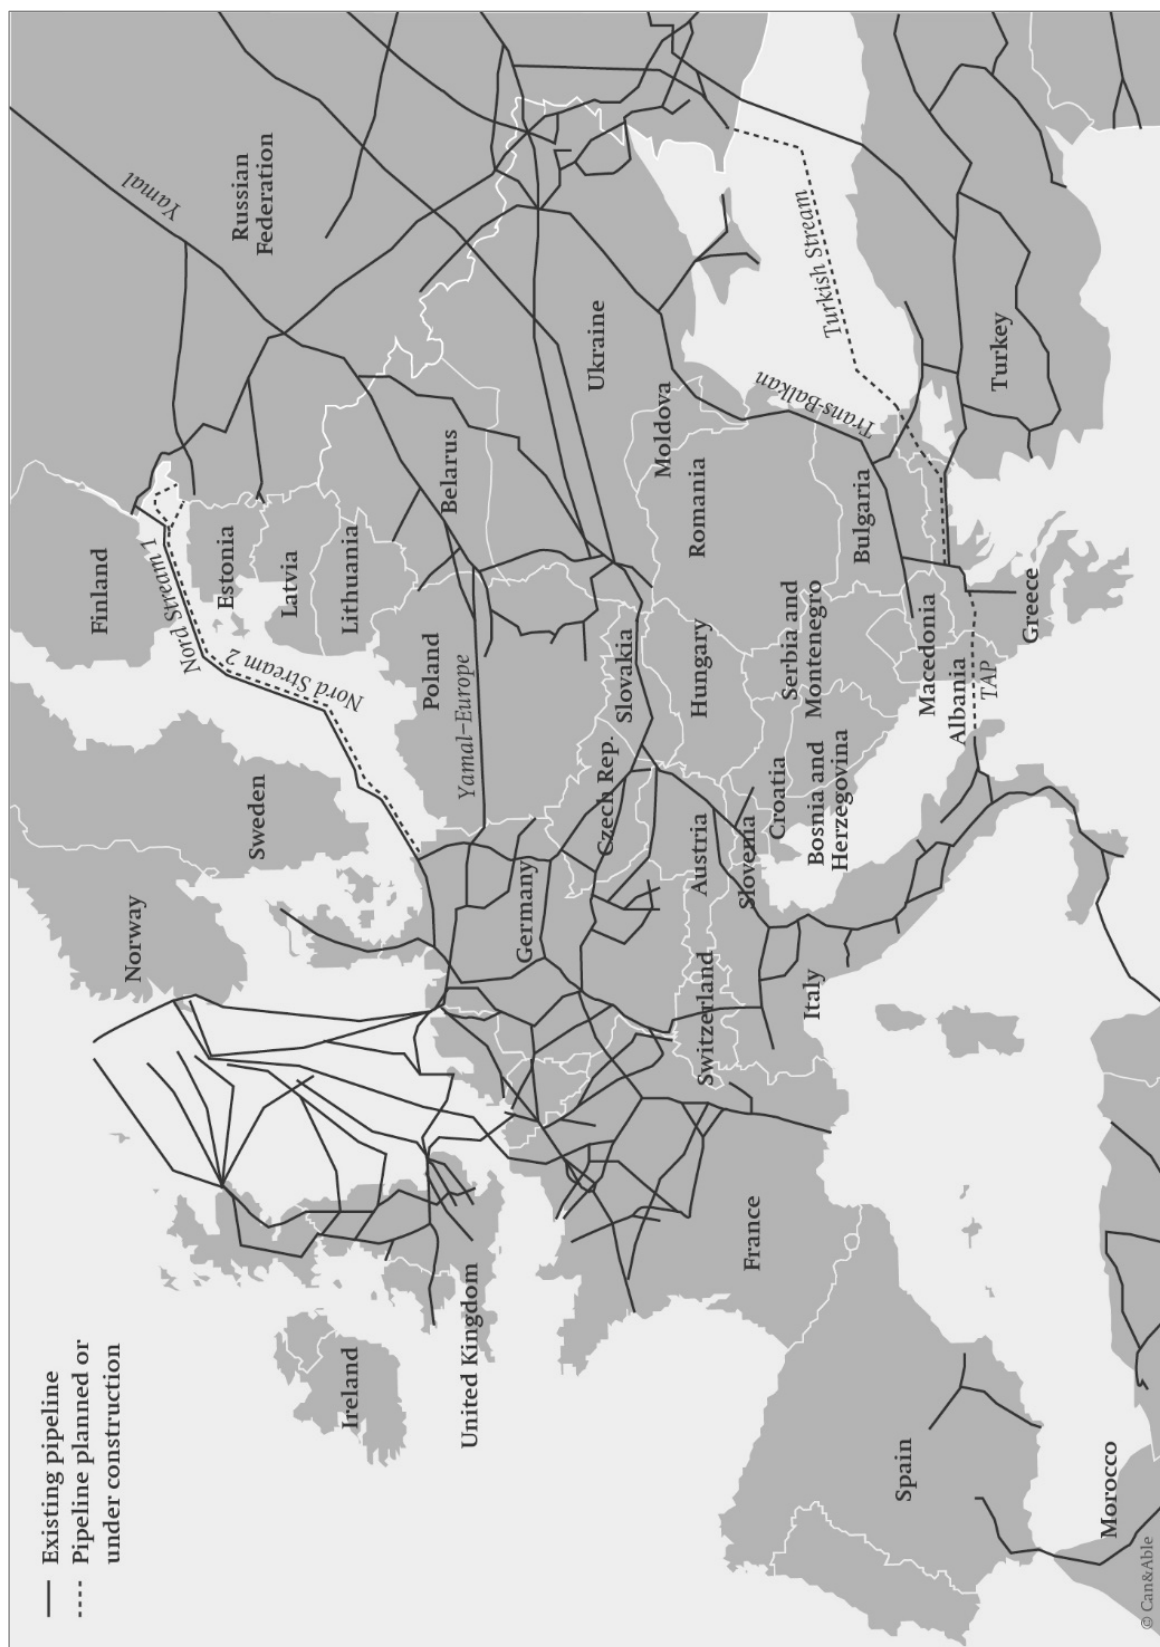 Existing pipeline
Pipeline planned or
under construction
Norway
Sweden
Finland
Nord Stream 1
Nord Stream 2
Estonia
Latvia
Lithuania
Yamal
Russian
Federation
Ireland
United Kingdom
Germany
Poland
Yamal–Europe
Belarus
Czech Rep.
Slovakia
Ukraine
France
Switzerland
Austria
Slovenia
Hungary
Romania
Moldova
Italy
Croatia
Bosnia and
Herzegovina
Serbia and
Montenegro
Bulgaria
Trans-Balkan
Turkish Stream
Spain
Albania
Macedonia
TAP
Greece
Turkey
Morocco
© Can&Able